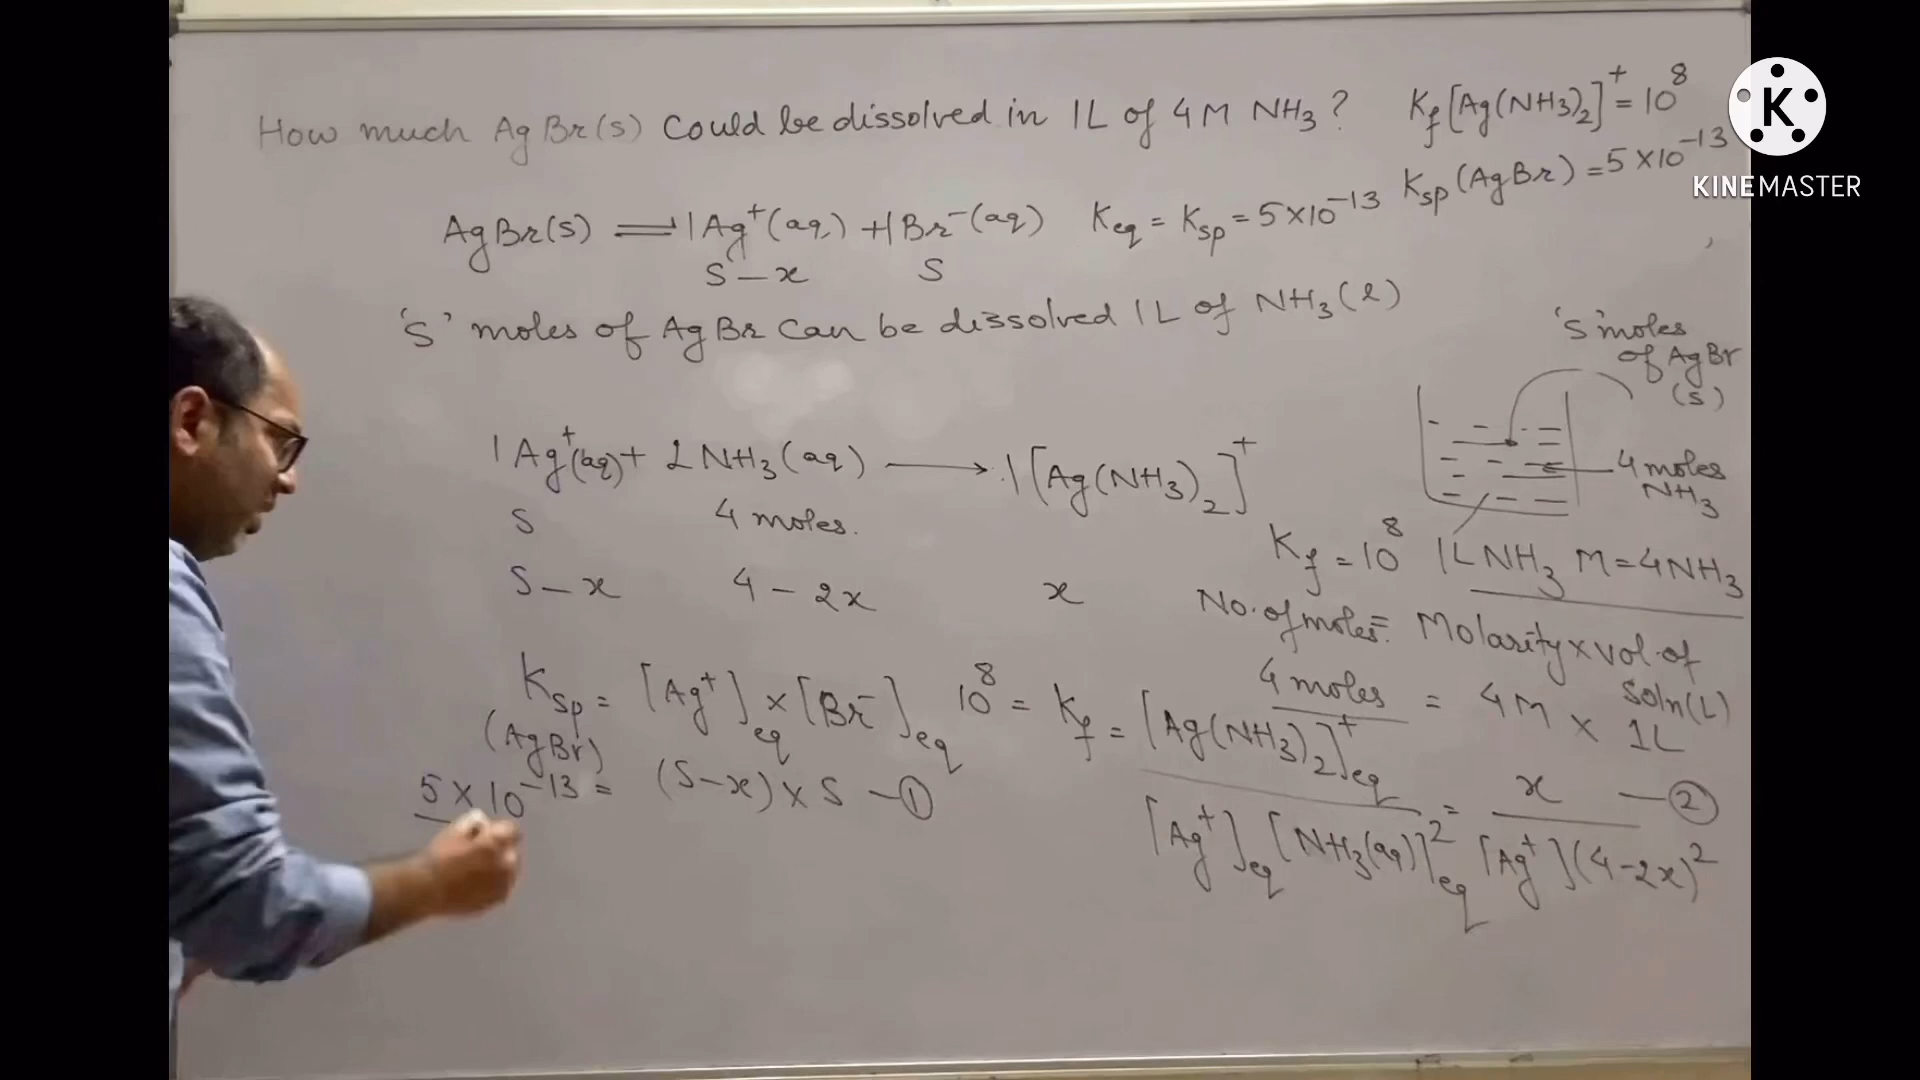 How much AgBr(s) could be dissolved in 1L of 4M NH3? Kf[Ag(NH3)2]+ = 10^8
Ksp(AgBr) = 5×10^-13
KINEMASTER
AgBr(s) ⇌ 1Ag+(aq) + 1Br-(aq) Keq = Ksp = 5×10^-13
S-x S
'S' moles of AgBr can be dissolved 1L of NH3(l)
'S' moles
of AgBr
(s)
1Ag+(aq) + 2NH3(aq) → 1[Ag(NH3)2]+
4 moles
NH3
S 4 moles.
Kf = 10^8 1L NH3 M=4NH3
S-x 4-2x x
No. of moles = Molarity × vol. of
soln(L)
4 moles = 4M × 1L
Ksp = [Ag+]eq × [Br-]eq 10^8 = Kf = [Ag(NH3)2]+eq / [Ag+]eq [NH3(aq)]^2eq = x / [Ag+](4-2x)^2 — ②
(AgBr)
5×10^-13 = (S-x) × S — ①